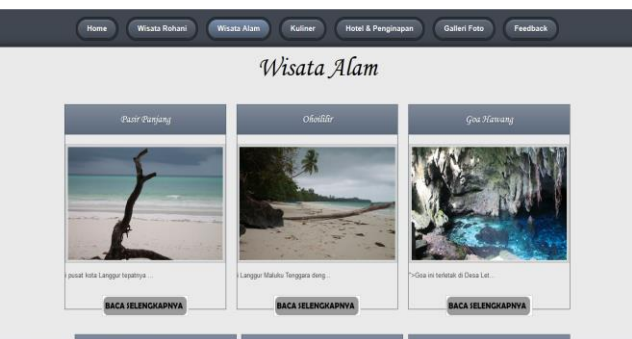 Home Wisata Rohani Wisata Alam Kuliner Hotel & Penginapan Galleri Foto Feedback
Wisata Alam
Pasir Panjang Ohoililir Goa Hawang
i pusat kota Langgur tepatnya ... i Langgur Maluku Tenggara deng... ">Goa ini terletak di Desa Let...
BACA SELENGKAPNYA BACA SELENGKAPNYA BACA SELENGKAPNYA